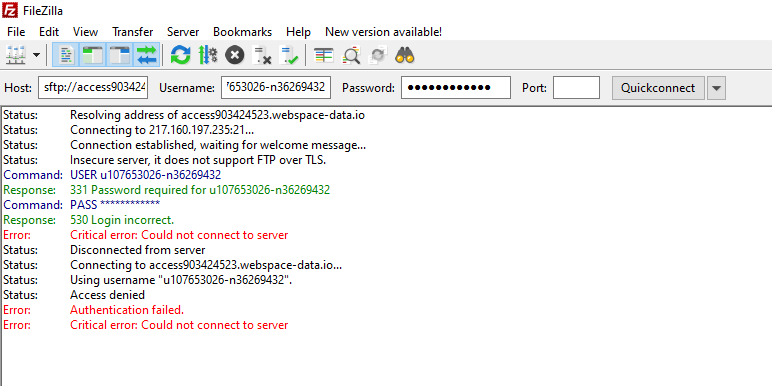 FileZilla
File Edit View Transfer Server Bookmarks Help New version available!
Host: sftp://access903424 Username: 7653026-n36269432 Password: ●●●●●●●●●●●● Port: Quickconnect
Status: Resolving address of access903424523.webspace-data.io
Status: Connecting to 217.160.197.235:21...
Status: Connection established, waiting for welcome message...
Status: Insecure server, it does not support FTP over TLS.
Command: USER u107653026-n36269432
Response: 331 Password required for u107653026-n36269432
Command: PASS ************
Response: 530 Login incorrect.
Error: Critical error: Could not connect to server
Status: Disconnected from server
Status: Connecting to access903424523.webspace-data.io...
Status: Using username "u107653026-n36269432".
Status: Access denied
Error: Authentication failed.
Error: Critical error: Could not connect to server